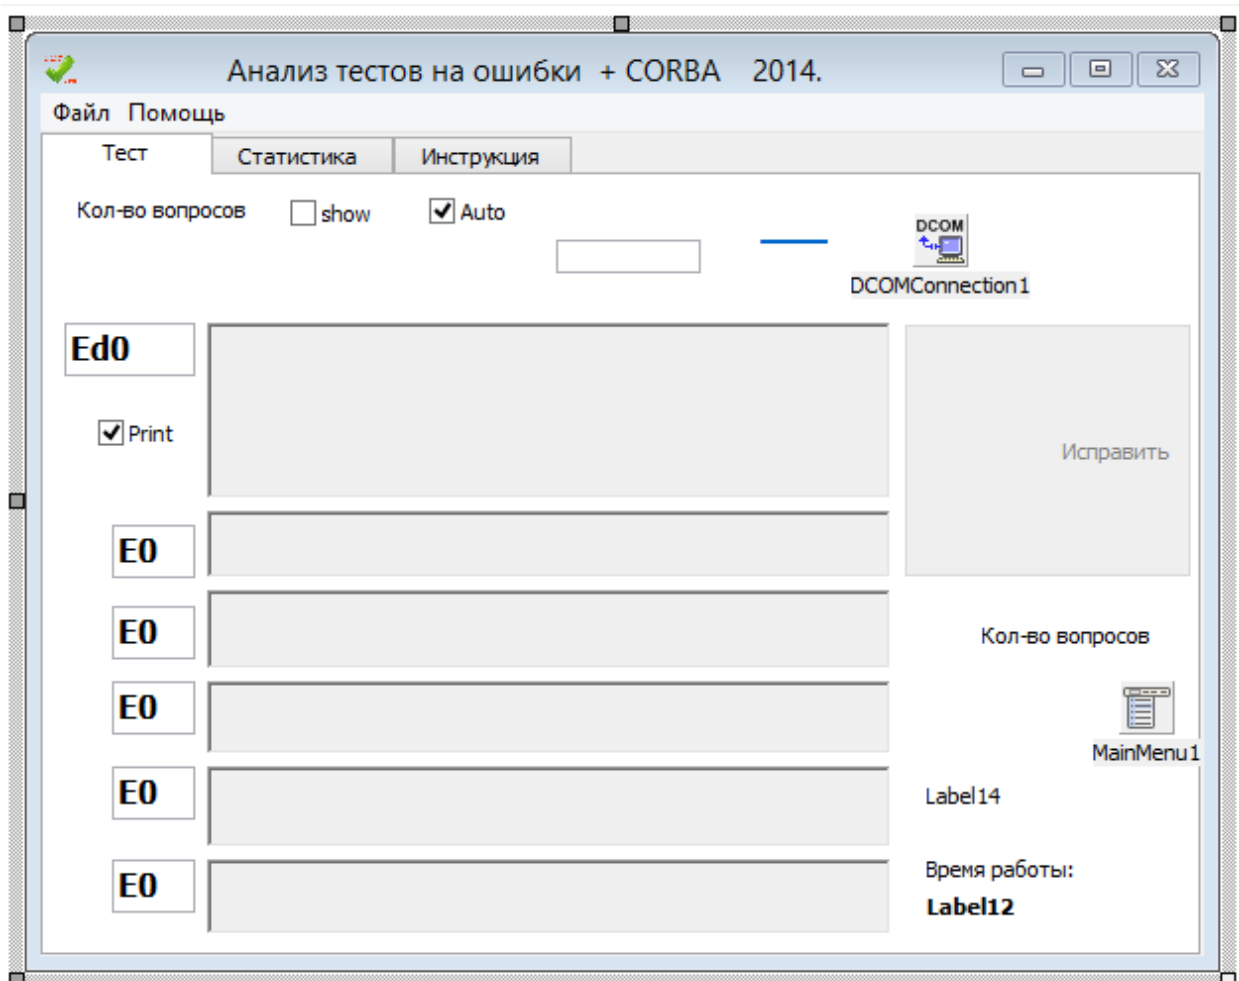 Анализ тестов на ошибки + CORBA 2014.
Файл Помощь
Тест Статистика Инструкция
Кол-во вопросов show Auto
DCOM
DCOMConnection1
Ed0
Print
Исправить
E0
E0
Кол-во вопросов
E0
MainMenu1
E0
Label14
E0
Время работы:
Label12